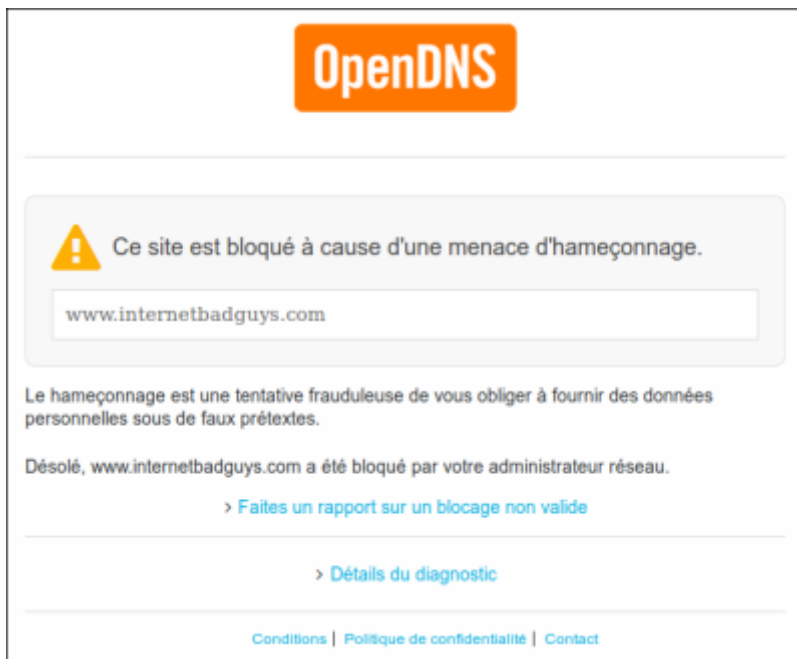 OpenDNS
Ce site est bloqué à cause d'une menace d'hameçonnage.
www.internetbadguys.com
Le hameçonnage est une tentative frauduleuse de vous obliger à fournir des données
personnelles sous de faux prétextes.
Désolé, www.internetbadguys.com a été bloqué par votre administrateur réseau.
> Faites un rapport sur un blocage non valide
> Détails du diagnostic
Conditions | Politique de confidentialité | Contact